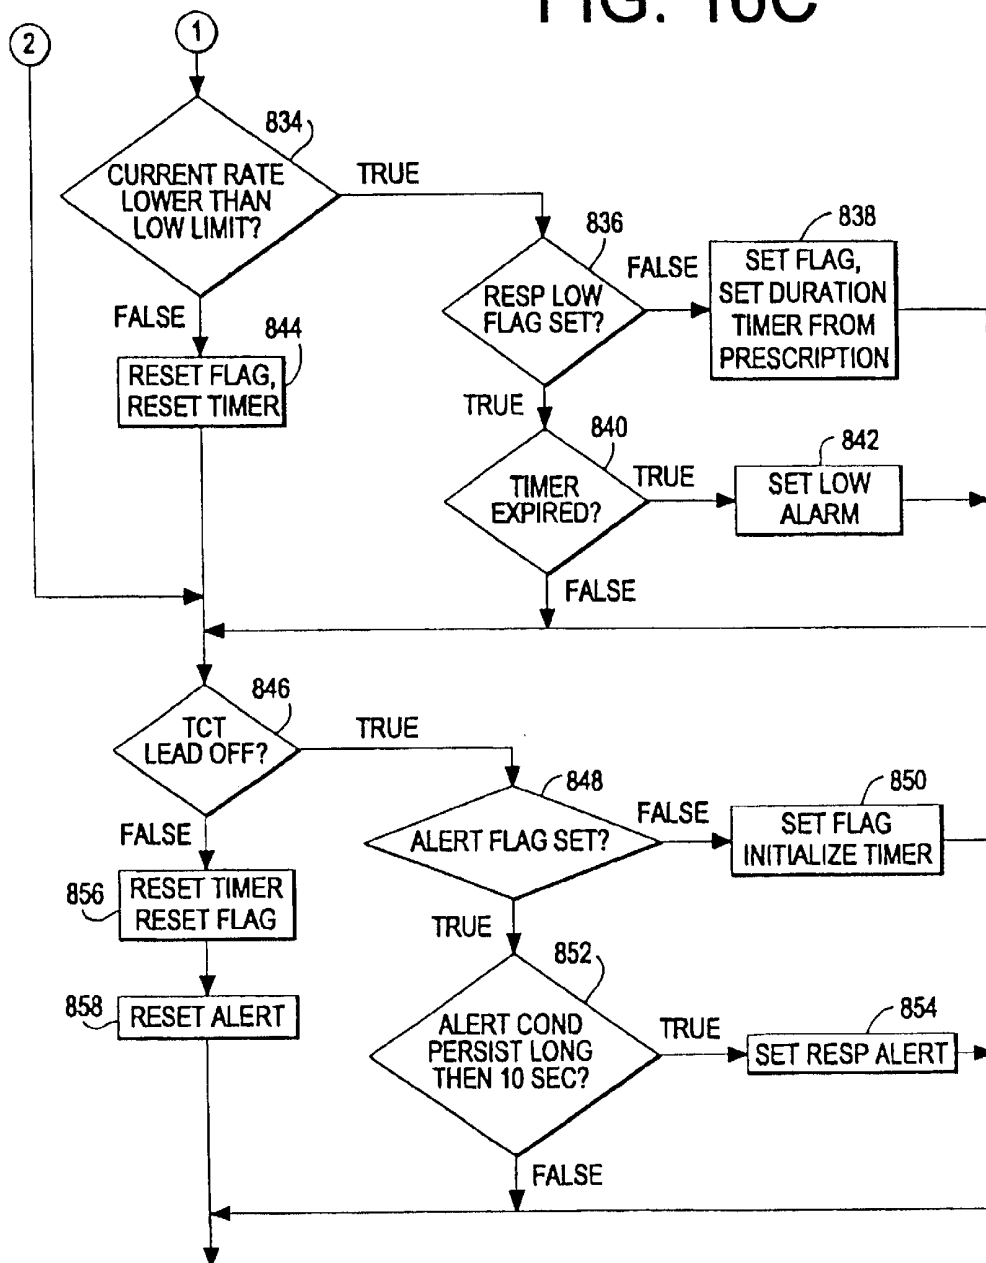 FIG. 16C
2
1
834
CURRENT RATE
LOWER THAN
LOW LIMIT?
TRUE
FALSE
836
RESP LOW
FLAG SET?
FALSE
838
SET FLAG,
SET DURATION
TIMER FROM
PRESCRIPTION
844
RESET FLAG,
RESET TIMER
TRUE
840
TIMER
EXPIRED?
TRUE
842
SET LOW
ALARM
FALSE
846
TCT
LEAD OFF?
TRUE
FALSE
848
ALERT FLAG SET?
FALSE
850
SET FLAG
INITIALIZE TIMER
856
RESET TIMER
RESET FLAG
TRUE
852
ALERT COND
PERSIST LONG
THEN 10 SEC?
TRUE
854
SET RESP ALERT
858
RESET ALERT
FALSE